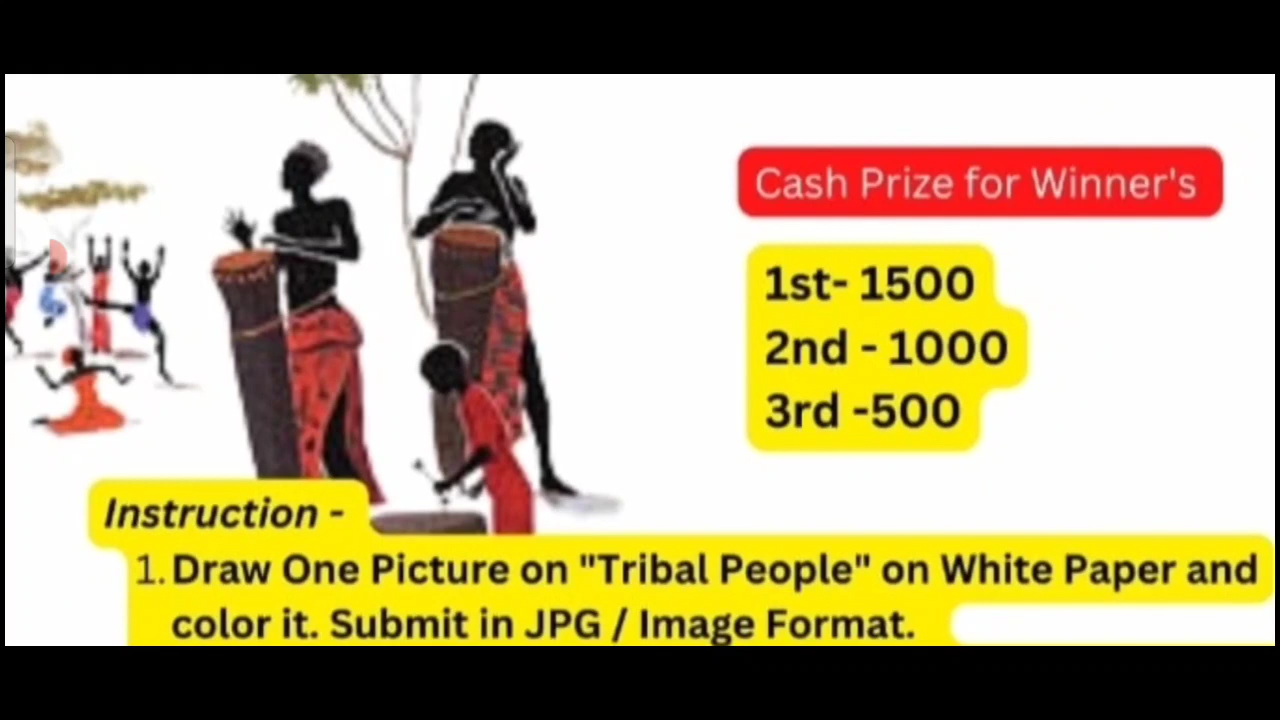 Cash Prize for Winner's
1st- 1500
2nd - 1000
3rd -500
Instruction -
1. Draw One Picture on "Tribal People" on White Paper and
color it. Submit in JPG / Image Format.